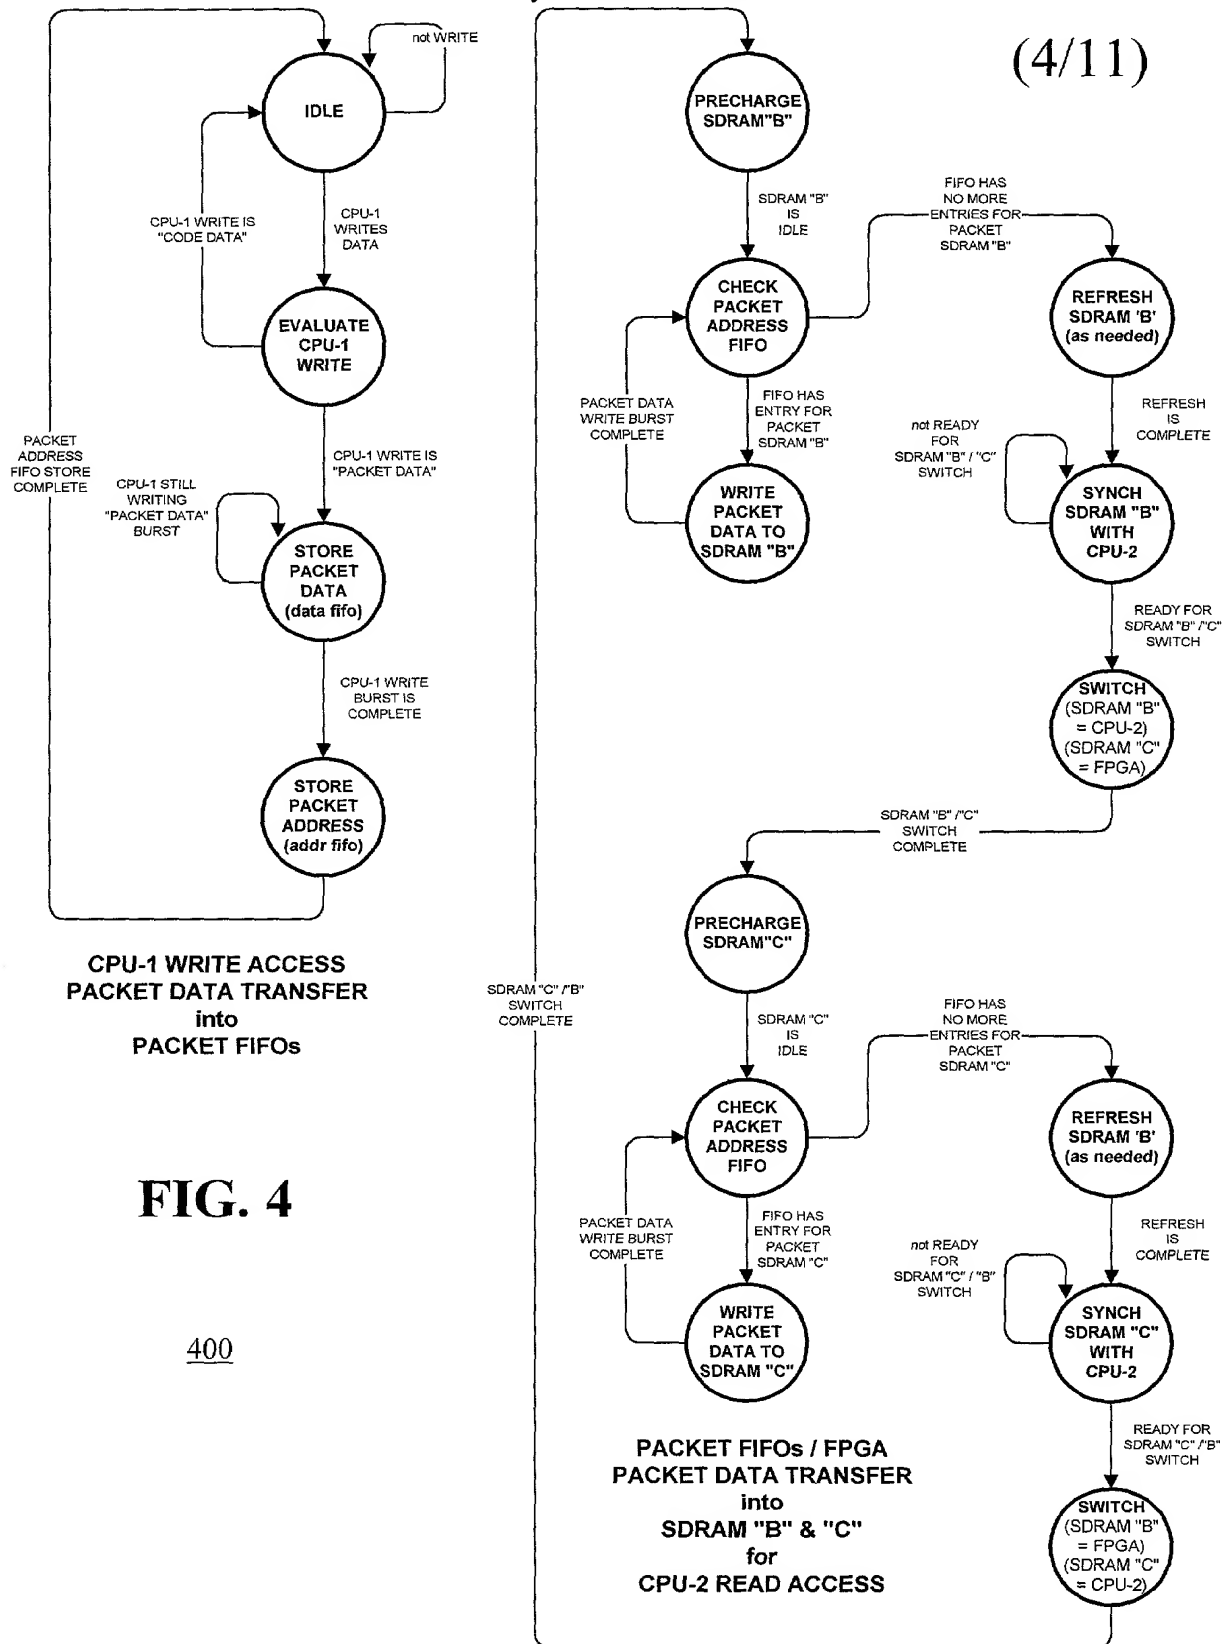 (4/11)
not WRITE
IDLE
CPU-1 WRITE IS
"CODE DATA"
CPU-1
WRITES
DATA
EVALUATE
CPU-1
WRITE
PACKET
ADDRESS
FIFO STORE
COMPLETE
CPU-1 WRITE IS
"PACKET DATA"
CPU-1 STILL
WRITING
"PACKET DATA"
BURST
STORE
PACKET
DATA
(data fifo)
CPU-1 WRITE
BURST IS
COMPLETE
STORE
PACKET
ADDRESS
(addr fifo)
CPU-1 WRITE ACCESS
PACKET DATA TRANSFER
into
PACKET FIFOs
FIG. 4
400
PRECHARGE
SDRAM"B"
SDRAM "B"
IS
IDLE
FIFO HAS
NO MORE
ENTRIES FOR
PACKET
SDRAM "B"
CHECK
PACKET
ADDRESS
FIFO
REFRESH
SDRAM 'B'
(as needed)
PACKET DATA
WRITE BURST
COMPLETE
FIFO HAS
ENTRY FOR
PACKET
SDRAM "B"
REFRESH
IS
COMPLETE
not READY
FOR
SDRAM "B" / "C"
SWITCH
WRITE
PACKET
DATA TO
SDRAM "B"
SYNCH
SDRAM "B"
WITH
CPU-2
READY FOR
SDRAM "B" /"C"
SWITCH
SWITCH
(SDRAM "B"
= CPU-2)
(SDRAM "C"
= FPGA)
SDRAM "B" /"C"
SWITCH
COMPLETE
PRECHARGE
SDRAM"C"
SDRAM "C" /"B"
SWITCH
COMPLETE
SDRAM "C"
IS
IDLE
FIFO HAS
NO MORE
ENTRIES FOR
PACKET
SDRAM "C"
CHECK
PACKET
ADDRESS
FIFO
REFRESH
SDRAM 'B'
(as needed)
PACKET DATA
WRITE BURST
COMPLETE
FIFO HAS
ENTRY FOR
PACKET
SDRAM "C"
REFRESH
IS
COMPLETE
not READY
FOR
SDRAM "C" / "B"
SWITCH
WRITE
PACKET
DATA TO
SDRAM "C"
SYNCH
SDRAM "C"
WITH
CPU-2
READY FOR
SDRAM "C" /"B"
SWITCH
SWITCH
(SDRAM "B"
= FPGA)
(SDRAM "C"
= CPU-2)
PACKET FIFOs / FPGA
PACKET DATA TRANSFER
into
SDRAM "B" & "C"
for
CPU-2 READ ACCESS